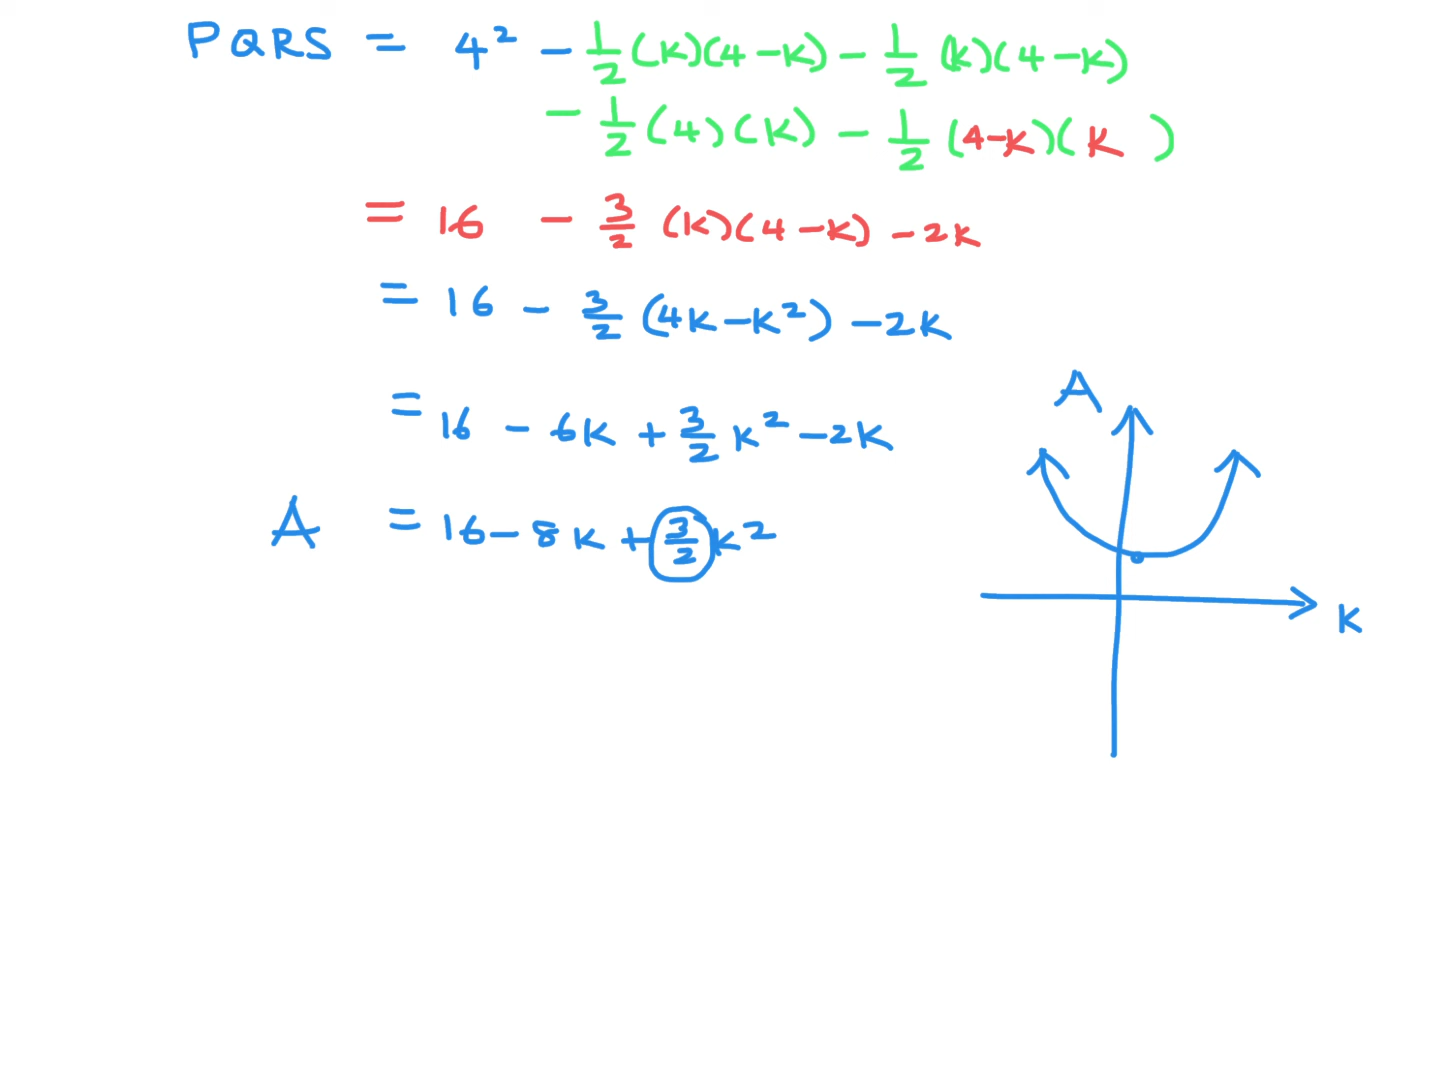 PQRS = 4² - 1/2 (K)(4-K) - 1/2 (K)(4-K)
- 1/2 (4)(K) - 1/2 (4-K)(K )
= 16 - 3/2 (K)(4-K) - 2K
= 16 - 3/2 (4K-K²) - 2K
= 16 - 6K + 3/2 K² - 2K
A = 16 - 8K + 3/2 K²
A
K